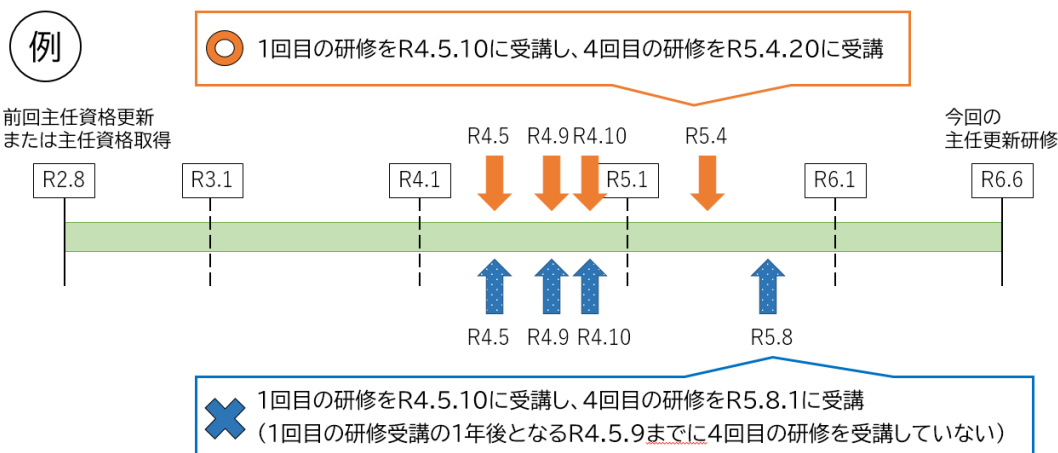 例
1回目の研修をR4.5.10に受講し、4回目の研修をR5.4.20に受講
前回主任資格更新
または主任資格取得
今回の
主任更新研修
R4.5 R4.9 R4.10 R5.4
R2.8 R3.1 R4.1 R5.1 R6.1 R6.6
R4.5 R4.9 R4.10 R5.8
1回目の研修をR4.5.10に受講し、4回目の研修をR5.8.1に受講
(1回目の研修受講の1年後となるR4.5.9までに4回目の研修を受講していない)